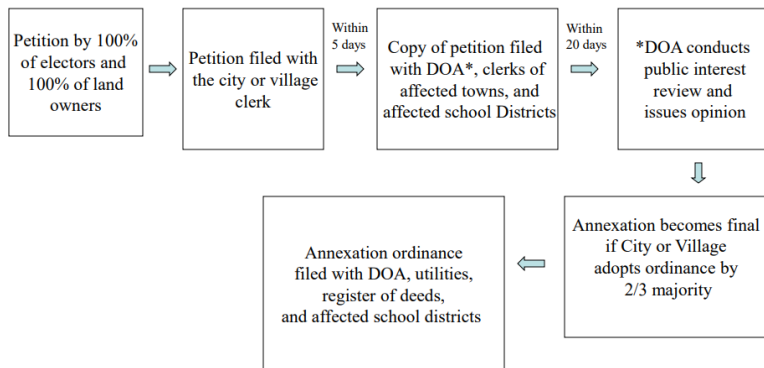 Petition by 100%
of electors and
100% of land
owners
Petition filed with
the city or village
clerk
Within
5 days
Copy of petition filed
with DOA*, clerks of
affected towns, and
affected school Districts
Within
20 days
*DOA conducts
public interest
review and
issues opinion
Annexation becomes final
if City or Village
adopts ordinance by
2/3 majority
Annexation ordinance
filed with DOA, utilities,
register of deeds,
and affected school districts